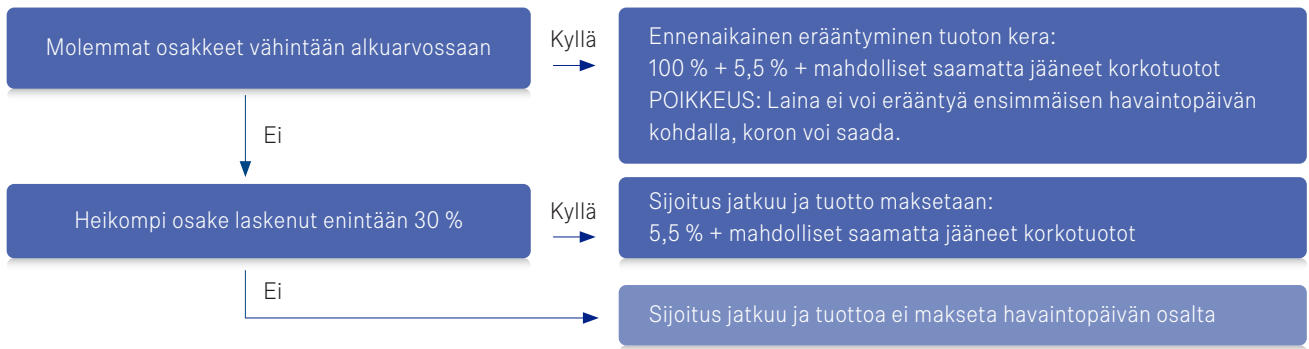 Molemmat osakkeet vähintään alkuarvossaan
Kyllä
Ennenaikainen erääntyminen tuoton kera:
100 % + 5,5 % + mahdolliset saamatta jääneet korkotuotot
POIKKEUS: Laina ei voi erääntyä ensimmäisen havaintopäivän
kohdalla, koron voi saada.
Ei
Heikompi osake laskenut enintään 30 %
Kyllä
Sijoitus jatkuu ja tuotto maksetaan:
5,5 % + mahdolliset saamatta jääneet korkotuotot
Ei
Sijoitus jatkuu ja tuottoa ei makseta havaintopäivän osalta